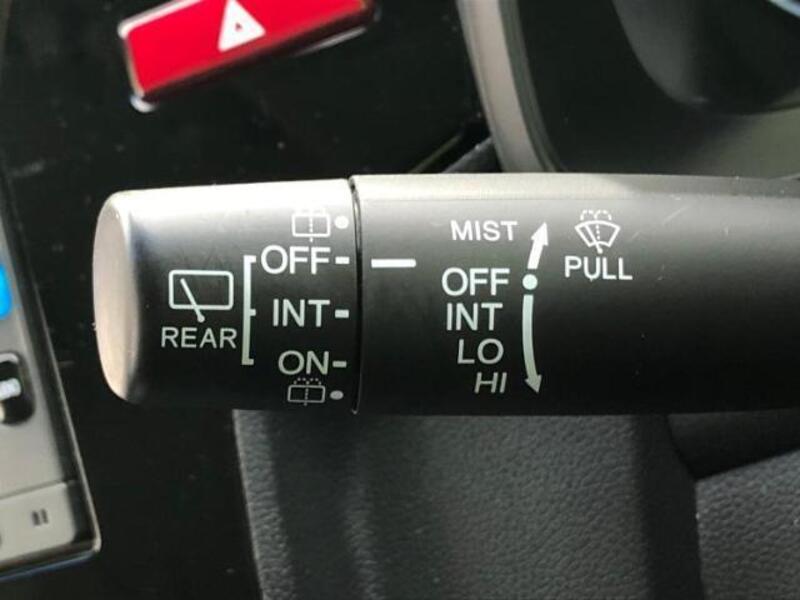 REAR
OFF
INT
ON
MIST
OFF
INT
LO
HI
PULL